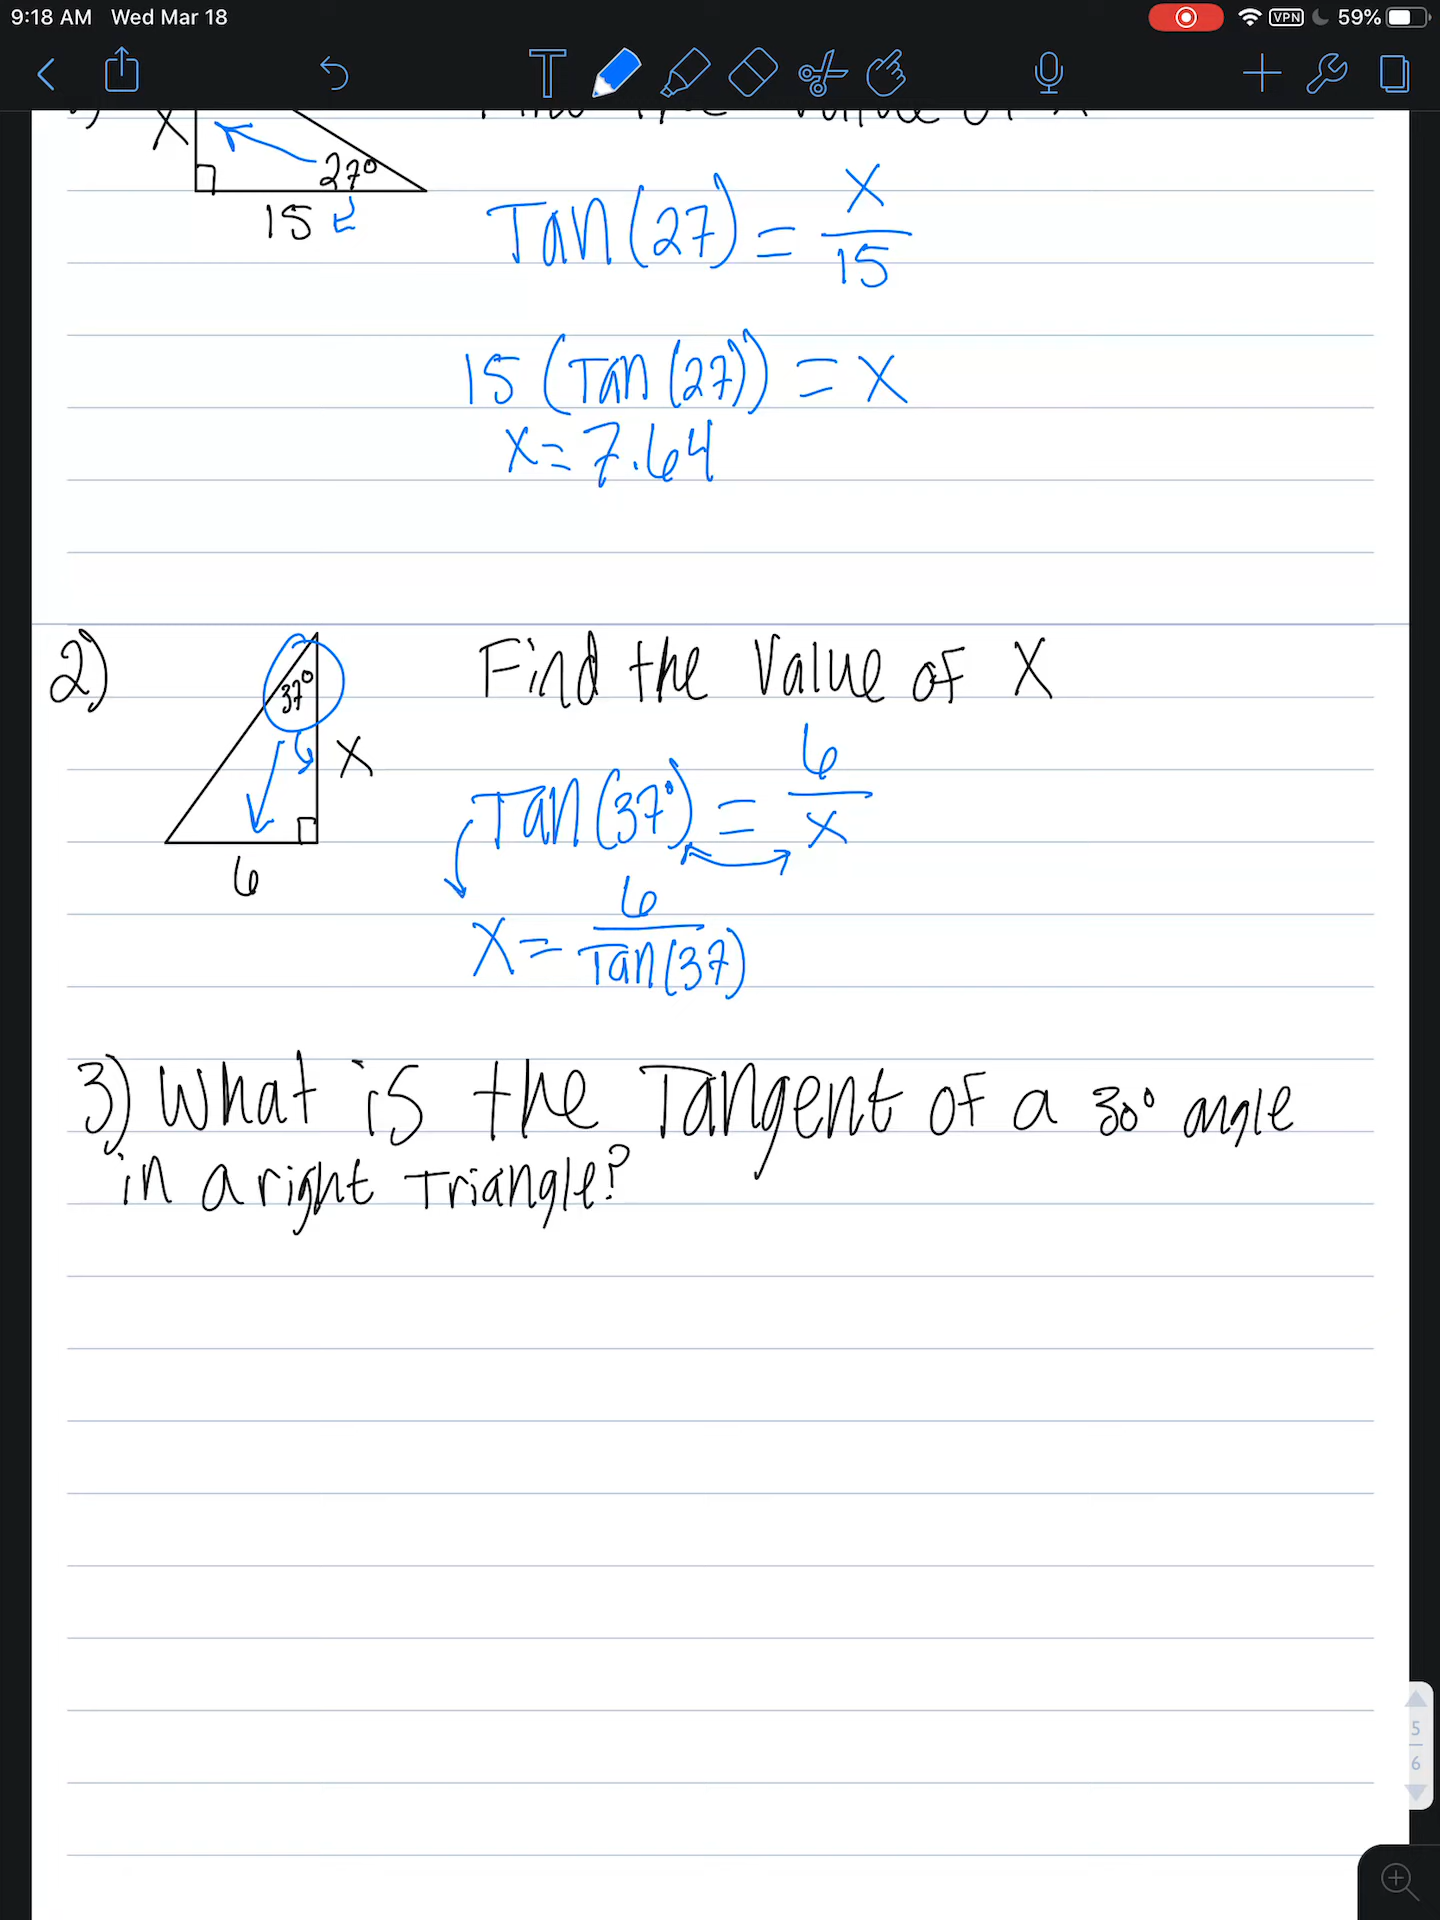 9:18 AM Wed Mar 18
VPN 59%
T
X
27°
15
Tan(27) = X
15
15 (Tan (27)) = X
X = 7.64
2)
37°
X
6
Find the Value of X
Tan(37°) = 6
X
X = 6
Tan(37)
3) What is the Tangent of a 30° angle
in a right Triangle?
5
6